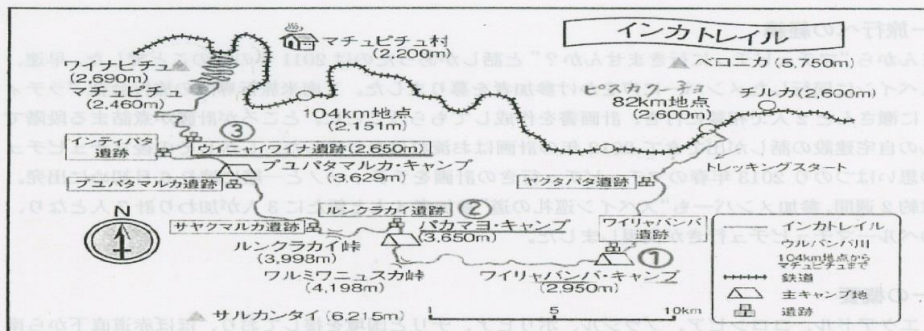 インカトレイル
マチュピチュ村
(2,200m)
ワイナピチュ
(2,690m)
マチュピチュ
(2,460m)
ベロニカ (5,750m)
ピスカクーチョ
82km地点
(2,600m)
チルカ(2,800m)
104km地点
(2,151m)
③
インティパタ
遺跡
ウィニャ・ワイナ遺跡(2,650m)
プユパタマルカ・キャンプ
(3,629m)
プユパタマルカ遺跡
トレッキングスタート
ヤクタパタ遺跡
ルンクラカイ遺跡
②
サヤクマルカ遺跡
パカマヨ・キャンプ
(3,650m)
ワイリャバンバ
遺跡
①
ルンクラカイ峠
(3,998m)
ワルミワニュスカ峠
(4,198m)
ワイリャバンバ・キャンプ
(2,950m)
N
サルカンタイ (6,215m)
0
1
5
10km
インカトレイル
ウルバンバ川
104km地点から
マチュピチュまで
鉄道
主キャンプ地
遺跡